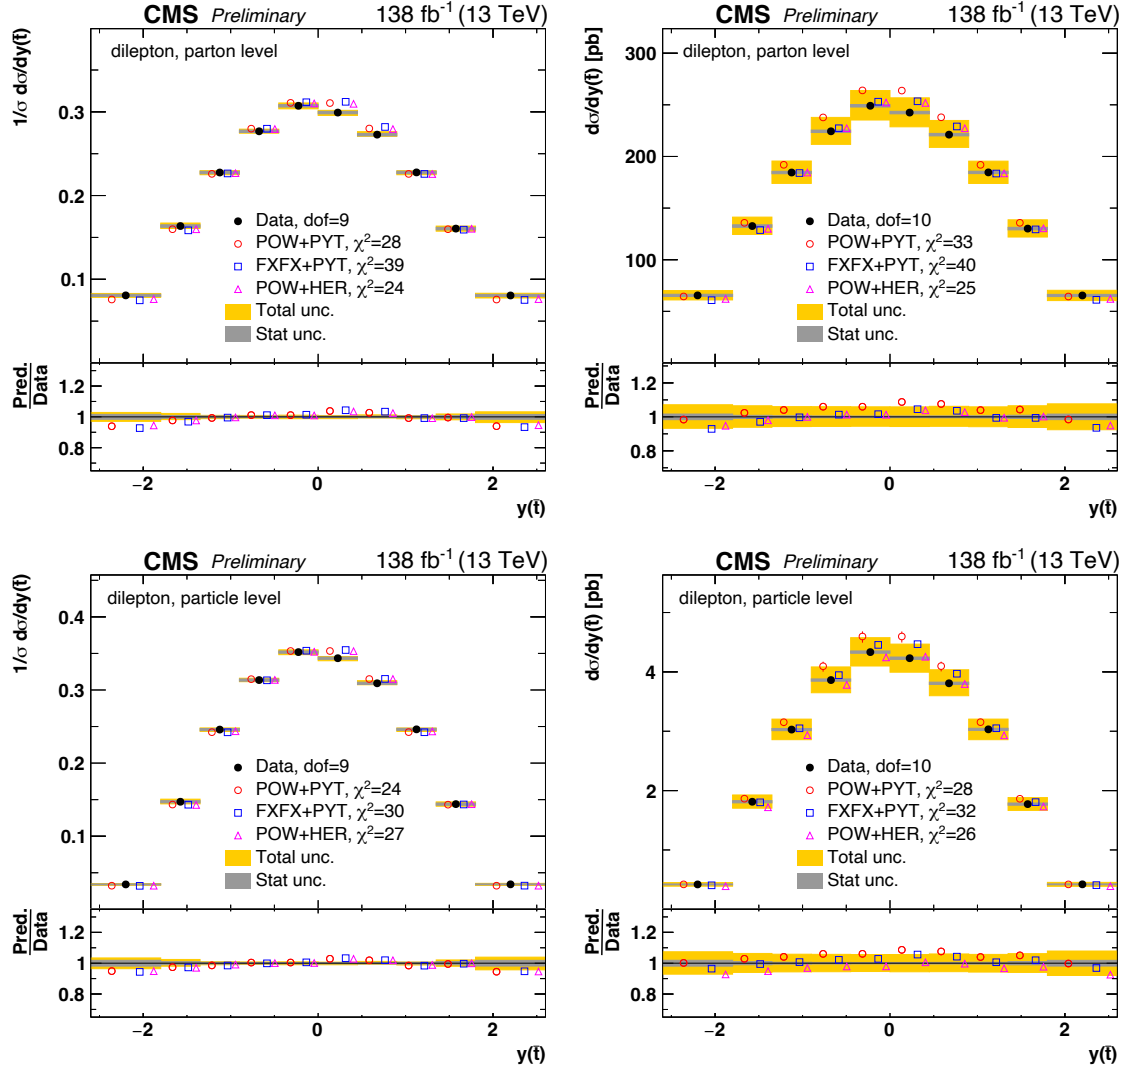 CMS Preliminary 138 fb⁻¹ (13 TeV)
1/σ dσ/dy(t̄)
dilepton, parton level
0.3
0.2
0.1
Data, dof=9
POW+PYT, χ²=28
FXFX+PYT, χ²=39
POW+HER, χ²=24
Total unc.
Stat unc.
Pred.
Data
1.2
1
0.8
−2 0 2
y(t̄)
CMS Preliminary 138 fb⁻¹ (13 TeV)
dσ/dy(t̄) [pb]
dilepton, parton level
300
200
100
Data, dof=10
POW+PYT, χ²=33
FXFX+PYT, χ²=40
POW+HER, χ²=25
Total unc.
Stat unc.
Pred.
Data
1.2
1
0.8
−2 0 2
y(t̄)
CMS Preliminary 138 fb⁻¹ (13 TeV)
1/σ dσ/dy(t̄)
dilepton, particle level
0.4
0.3
0.2
0.1
Data, dof=9
POW+PYT, χ²=24
FXFX+PYT, χ²=30
POW+HER, χ²=27
Total unc.
Stat unc.
Pred.
Data
1.2
1
0.8
−2 0 2
y(t̄)
CMS Preliminary 138 fb⁻¹ (13 TeV)
dσ/dy(t̄) [pb]
dilepton, particle level
4
2
Data, dof=10
POW+PYT, χ²=28
FXFX+PYT, χ²=32
POW+HER, χ²=26
Total unc.
Stat unc.
Pred.
Data
1.2
1
0.8
−2 0 2
y(t̄)